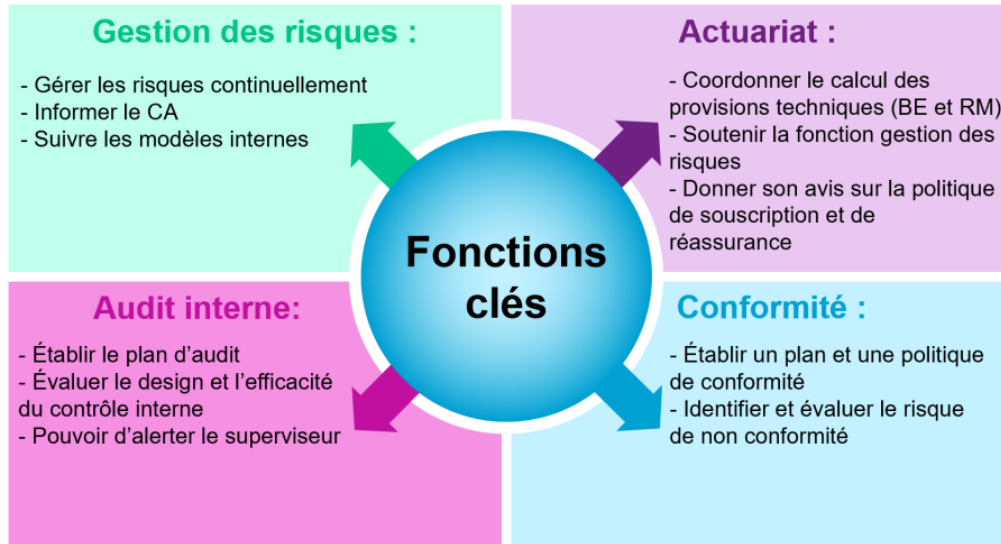 Gestion des risques :
- Gérer les risques continuellement
- Informer le CA
- Suivre les modèles internes
Actuariat :
- Coordonner le calcul des
provisions techniques (BE et RM)
- Soutenir la fonction gestion des
risques
- Donner son avis sur la politique
de souscription et de
réassurance
Fonctions
clés
Audit interne:
- Établir le plan d’audit
- Évaluer le design et l’efficacité
du contrôle interne
- Pouvoir d’alerter le superviseur
Conformité :
- Établir un plan et une politique
de conformité
- Identifier et évaluer le risque
de non conformité